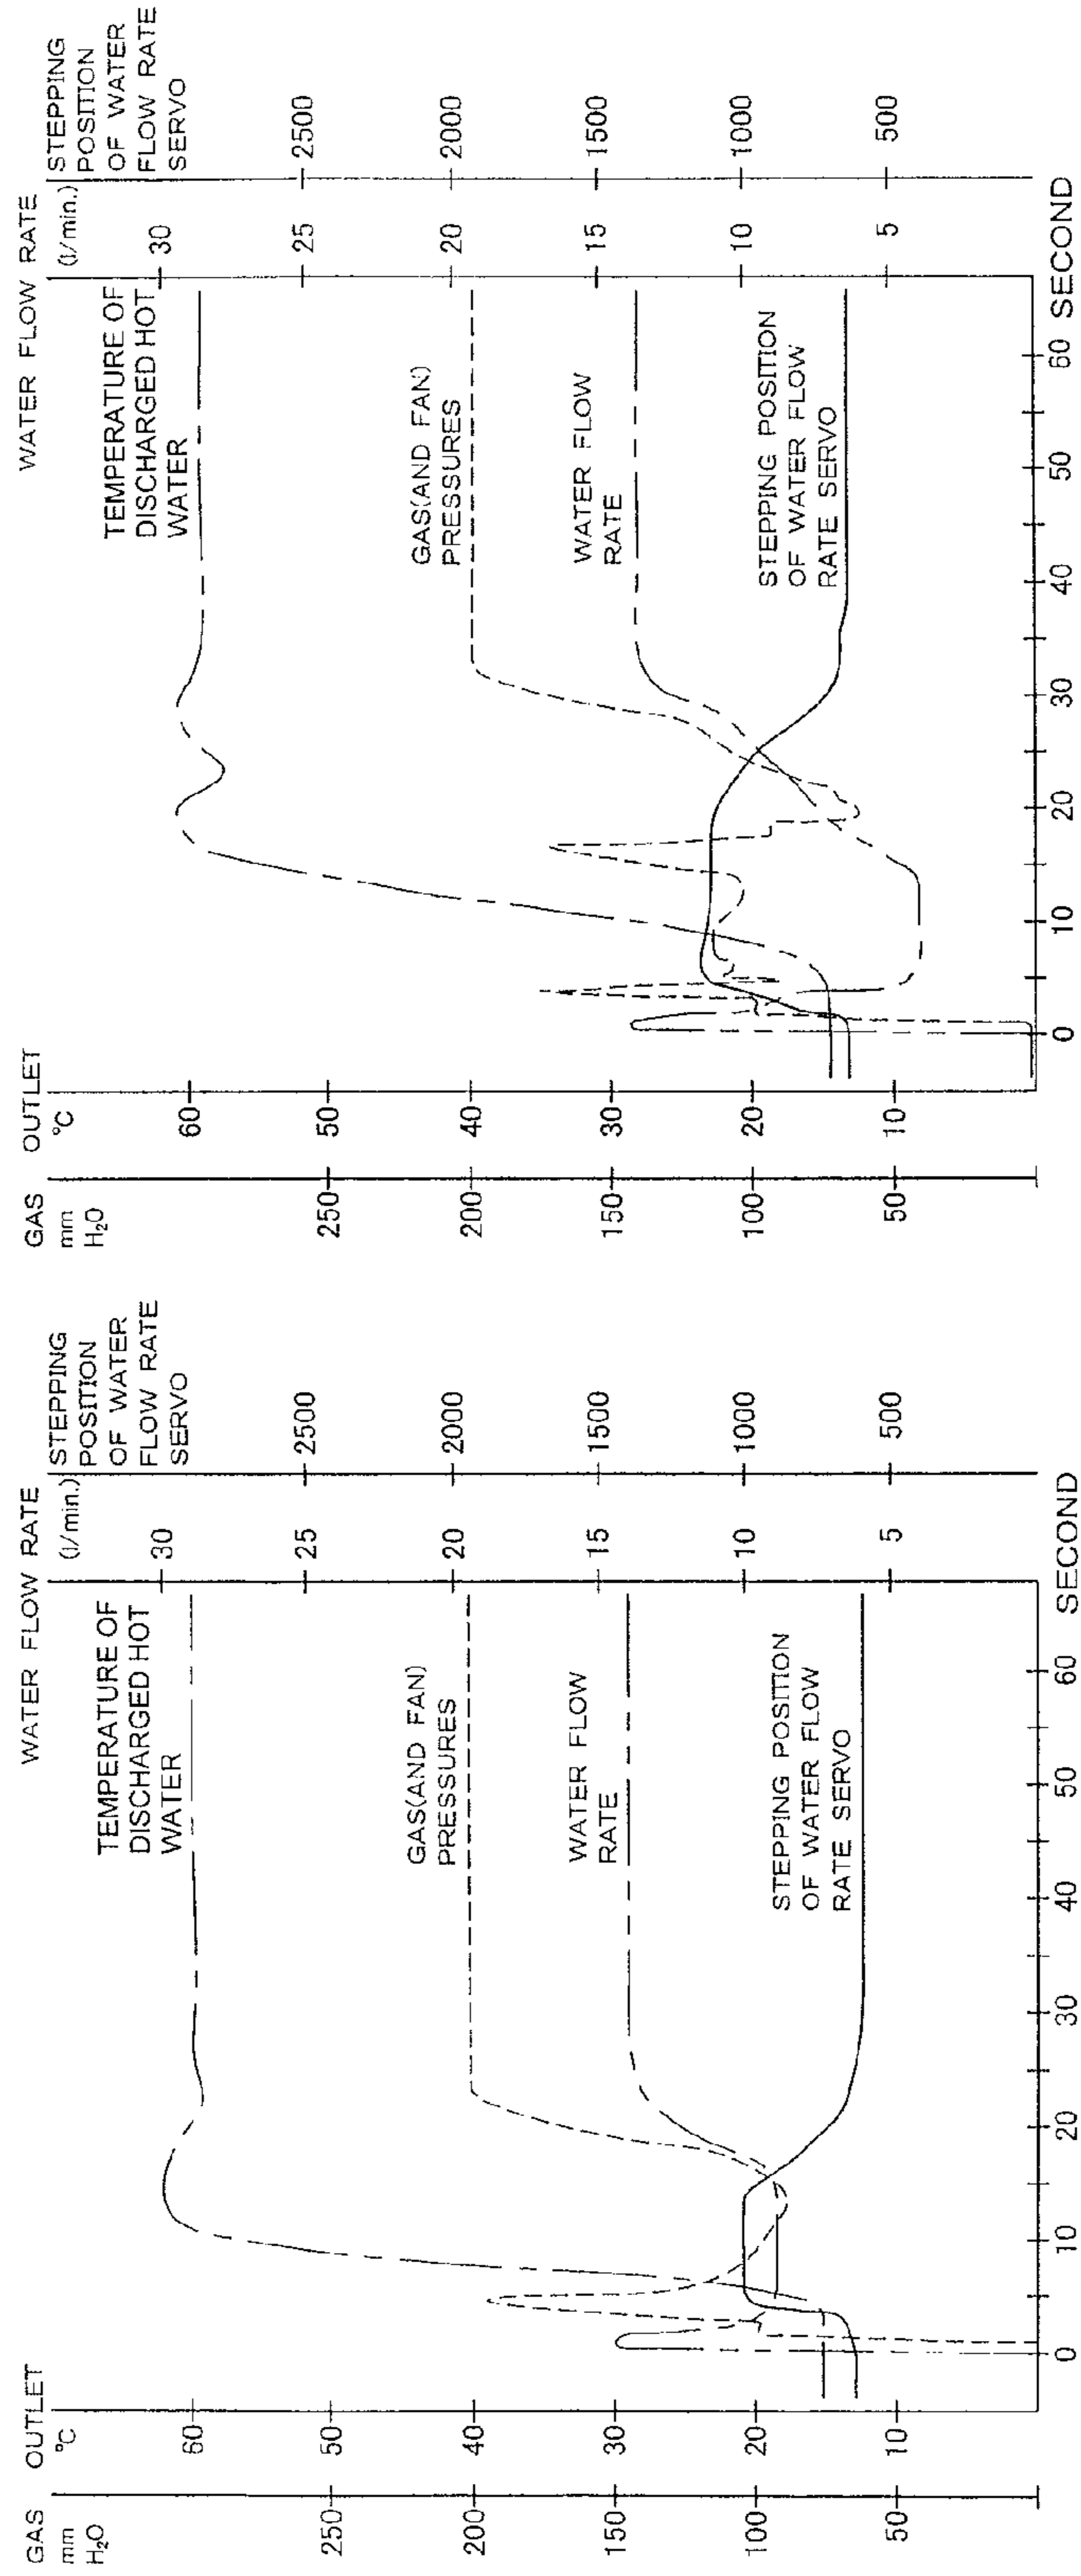 GAS
mm
H₂O
OUTLET
°C
WATER FLOW RATE
(l/min.)
STEPPING
POSITION
OF WATER
FLOW RATE
SERVO
250
200
150
100
50
60
50
40
30
20
10
TEMPERATURE OF
DISCHARGED HOT
WATER
GAS(AND FAN)
PRESSURES
WATER FLOW
RATE
STEPPING POSITION
OF WATER FLOW
RATE SERVO
30
25
20
15
10
5
2500
2000
1500
1000
500
0
10
20
30
40
50
60
SECOND
GAS
mm
H₂O
OUTLET
°C
WATER FLOW RATE
(l/min.)
STEPPING
POSITION
OF WATER
FLOW RATE
SERVO
250
200
150
100
50
60
50
40
30
20
10
TEMPERATURE OF
DISCHARGED HOT
WATER
GAS(AND FAN)
PRESSURES
WATER FLOW
RATE
STEPPING POSITION
OF WATER FLOW
RATE SERVO
30
25
20
15
10
5
2500
2000
1500
1000
500
0
10
20
30
40
50
60
SECOND